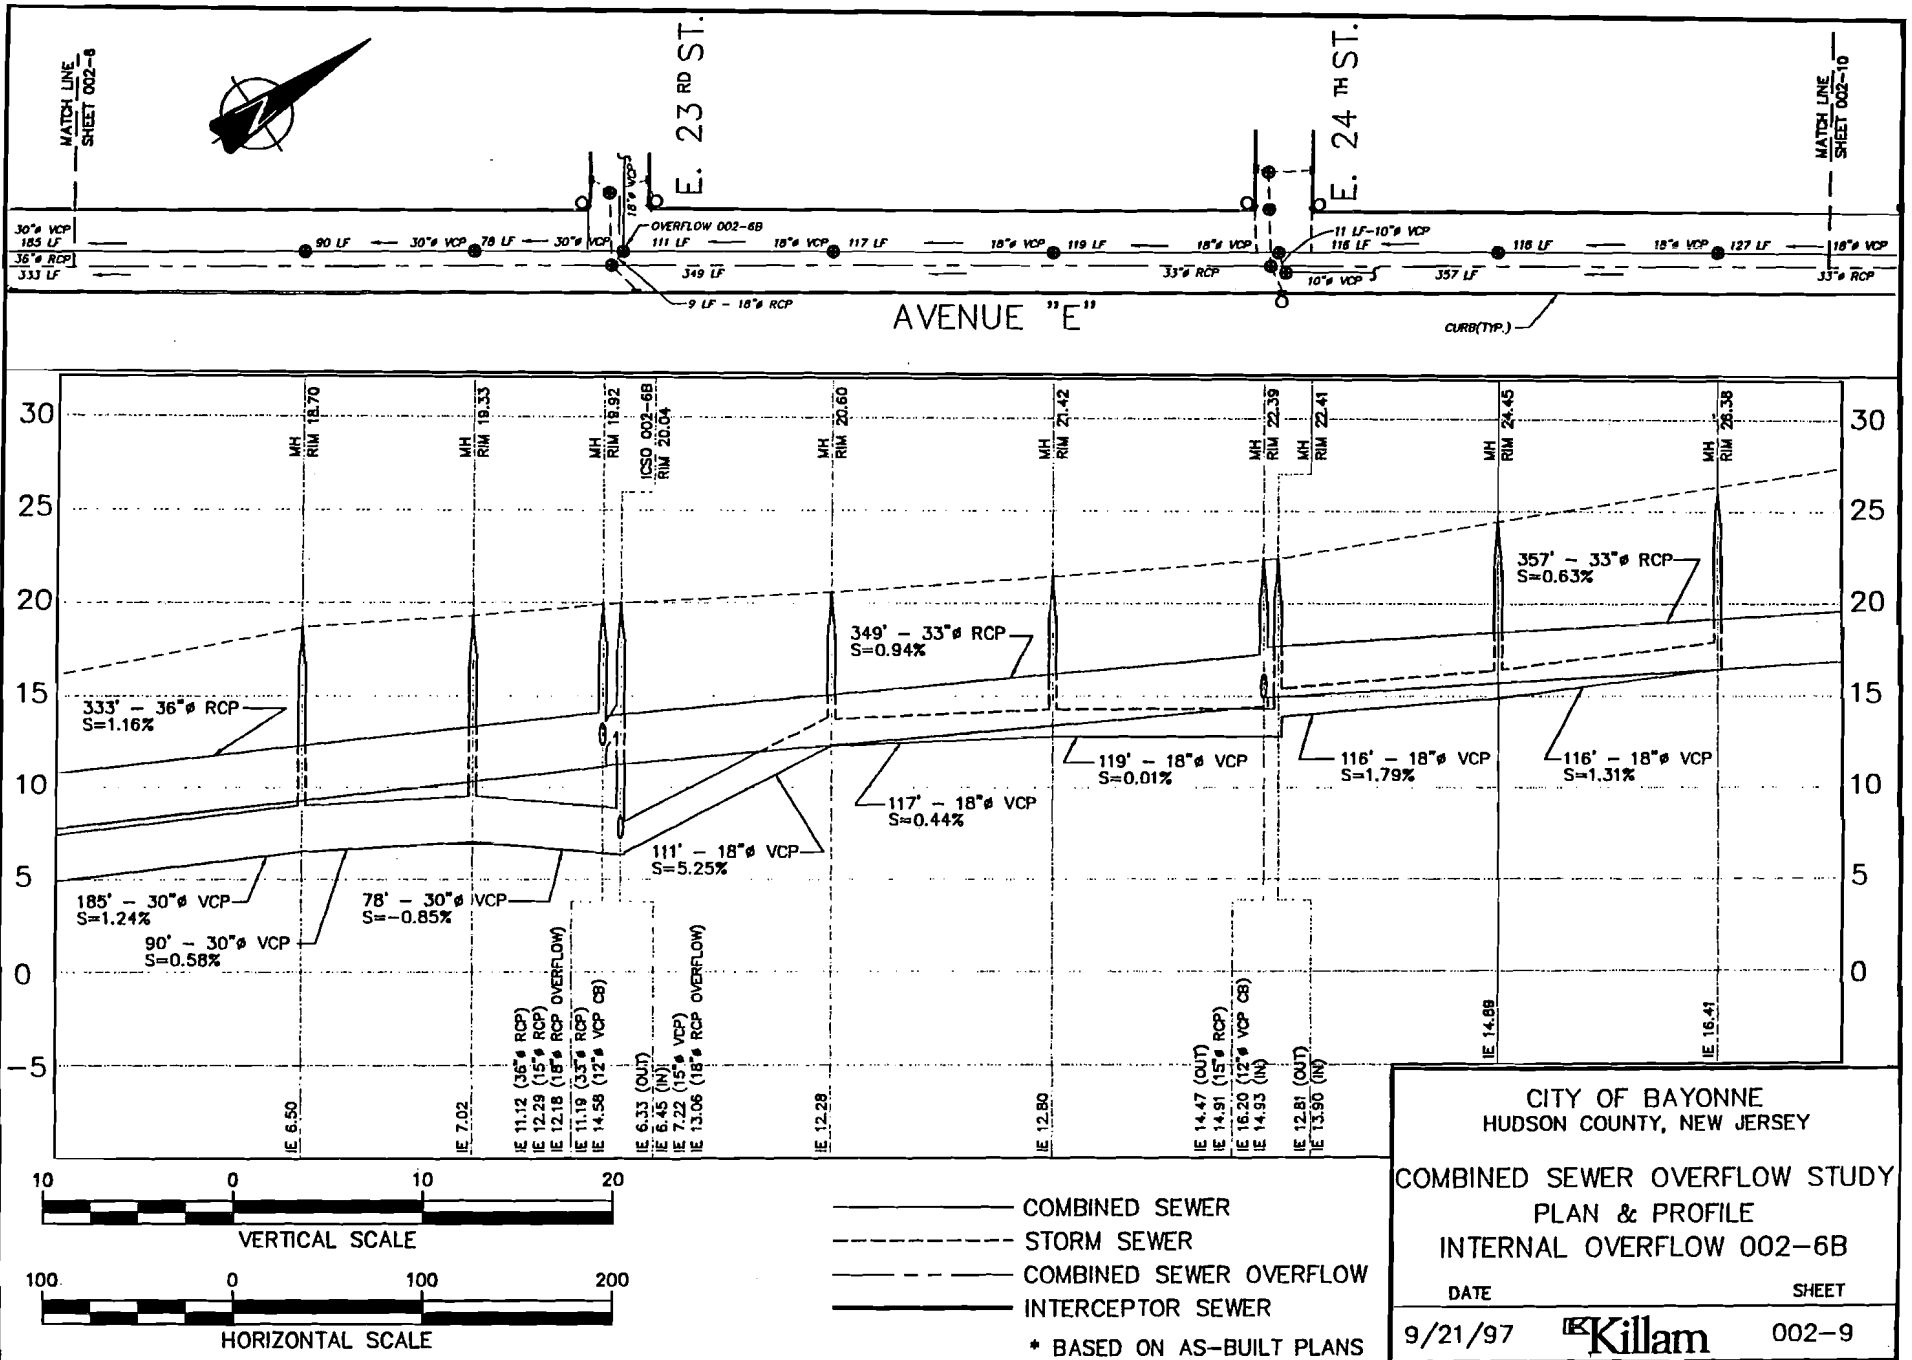 MATCH LINE
SHEET 002-8
E. 23 RD ST.
E. 24 TH ST.
MATCH LINE
SHEET 002-10
18"ø VCP
OVERFLOW 002-6B
11 LF-10"ø VCP
30"ø VCP
185 LF
90 LF
30"ø VCP
78 LF
30"ø VCP
111 LF
18"ø VCP
117 LF
18"ø VCP
119 LF
18"ø VCP
116 LF
116 LF
18"ø VCP
127 LF
18"ø VCP
36"ø RCP
333 LF
349 LF
33"ø RCP
10"ø VCP
357 LF
33"ø RCP
9 LF - 18"ø RCP
AVENUE "E"
CURB(TYP.)
30
25
20
15
10
5
0
-5
30
25
20
15
10
5
0
MH
RIM 18.70
MH
RIM 19.33
MH
RIM 19.92
ICSO 002-6B
RIM 20.04
MH
RIM 20.60
MH
RIM 21.42
MH
RIM 22.39
MH
RIM 22.41
MH
RIM 24.45
MH
RIM 26.38
357' - 33"ø RCP
S=0.63%
349' - 33"ø RCP
S=0.94%
333' - 36"ø RCP
S=1.16%
119' - 18"ø VCP
S=0.01%
116' - 18"ø VCP
S=1.79%
116' - 18"ø VCP
S=1.31%
117' - 18"ø VCP
S=0.44%
111' - 18"ø VCP
S=5.25%
185' - 30"ø VCP
S=1.24%
78' - 30"ø VCP
S=-0.85%
90' - 30"ø VCP
S=0.58%
IE 6.50
IE 7.02
IE 11.12 (36"ø RCP)
IE 12.29 (15"ø RCP)
IE 12.18 (18"ø RCP OVERFLOW)
IE 11.19 (33"ø RCP)
IE 14.58 (12"ø VCP CB)
IE 6.33 (OUT)
IE 6.45 (IN)
IE 7.22 (15"ø VCP)
IE 13.06 (18"ø RCP OVERFLOW)
IE 12.28
IE 12.80
IE 14.47 (OUT)
IE 14.91 (15"ø RCP)
IE 16.20 (12"ø VCP CB)
IE 14.93 (IN)
IE 12.81 (OUT)
IE 13.90 (IN)
IE 14.89
IE 16.41
10 0 10 20
VERTICAL SCALE
100 0 100 200
HORIZONTAL SCALE
COMBINED SEWER
STORM SEWER
COMBINED SEWER OVERFLOW
INTERCEPTOR SEWER
* BASED ON AS-BUILT PLANS
CITY OF BAYONNE
HUDSON COUNTY, NEW JERSEY
COMBINED SEWER OVERFLOW STUDY
PLAN & PROFILE
INTERNAL OVERFLOW 002-6B
DATE SHEET
9/21/97 Killam 002-9